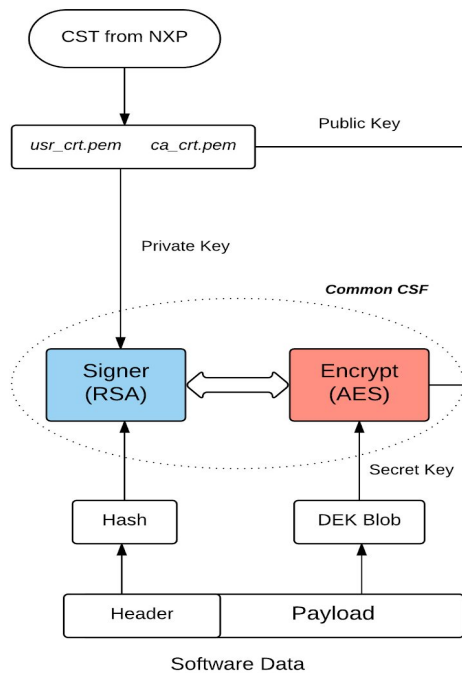 CST from NXP
Public Key
usr_crt.pem ca_crt.pem
Private Key
Common CSF
Signer
(RSA)
Encrypt
(AES)
Secret Key
Hash
DEK Blob
Header
Payload
Software Data